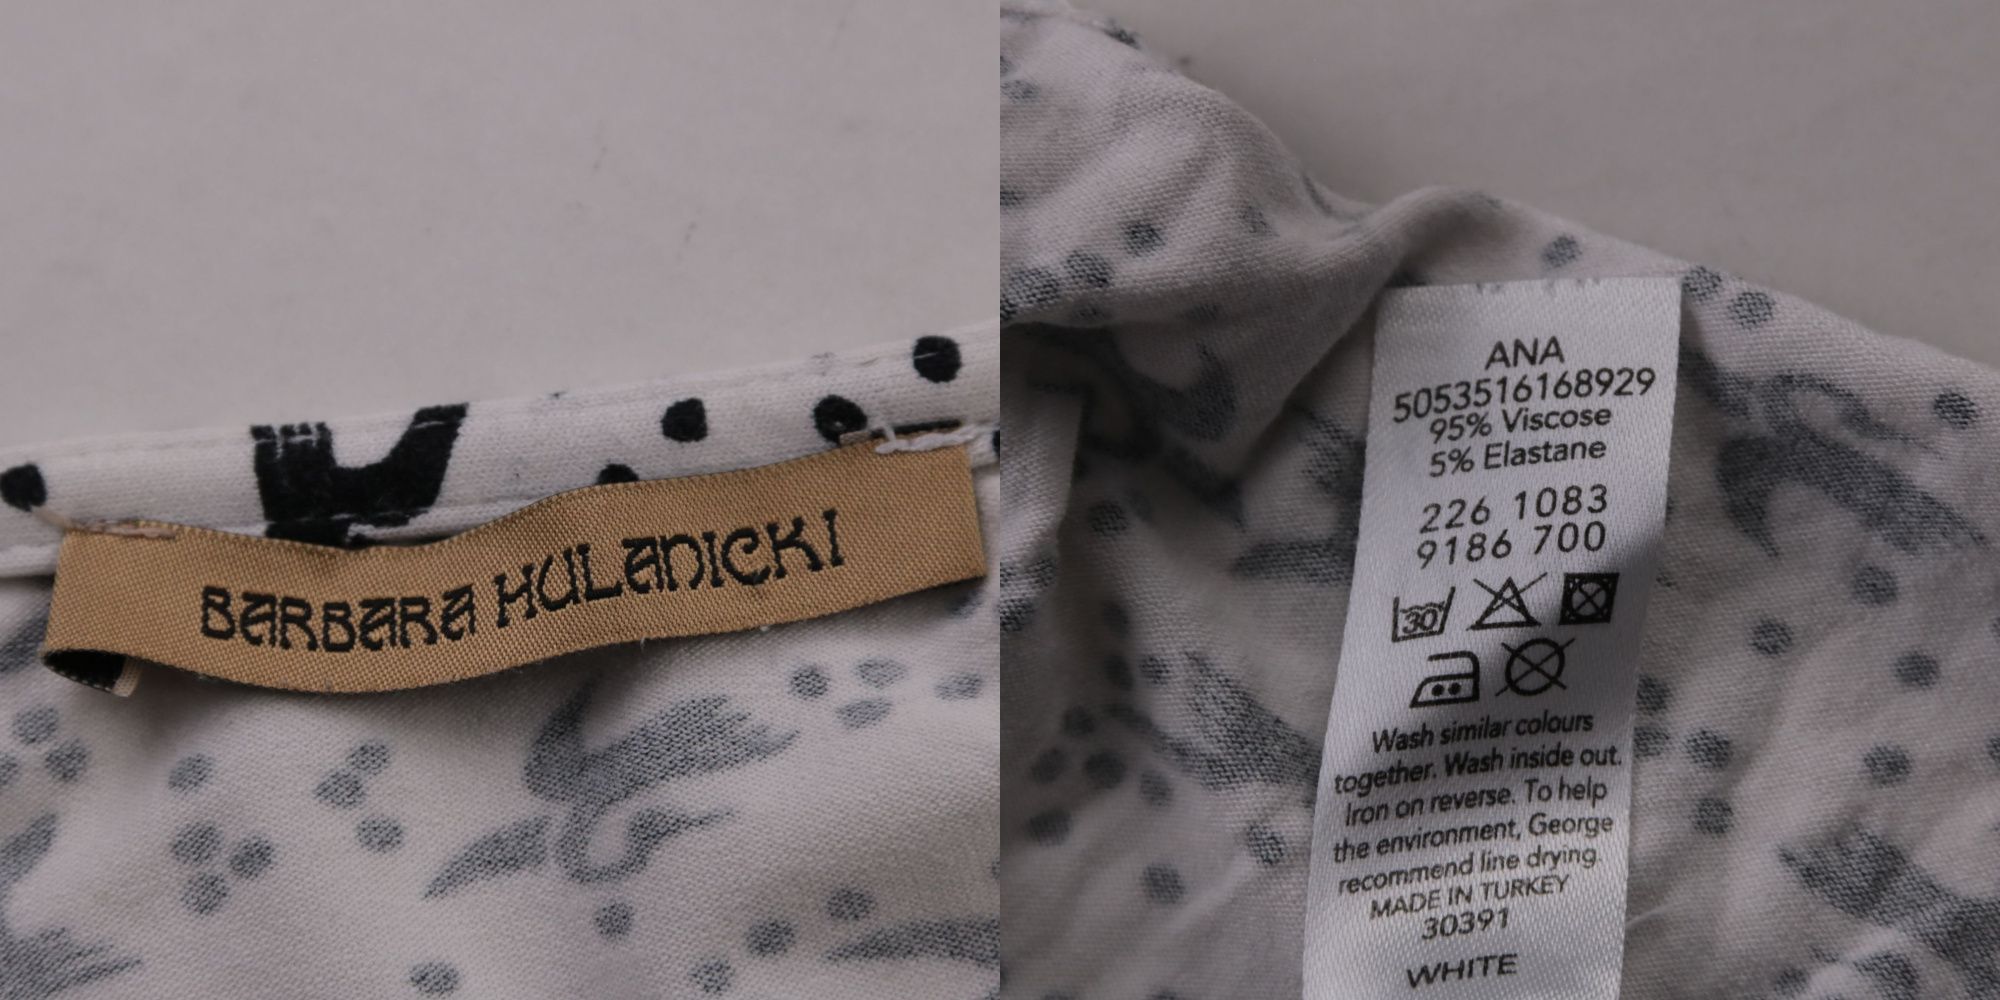 BARBARA HULANICKI
ANA
5053516168929
95% Viscose
5% Elastane
226 1083
9186 700
30
Wash similar colours
together. Wash inside out.
Iron on reverse. To help
the environment, George
recommend line drying.
MADE IN TURKEY
30391
WHITE